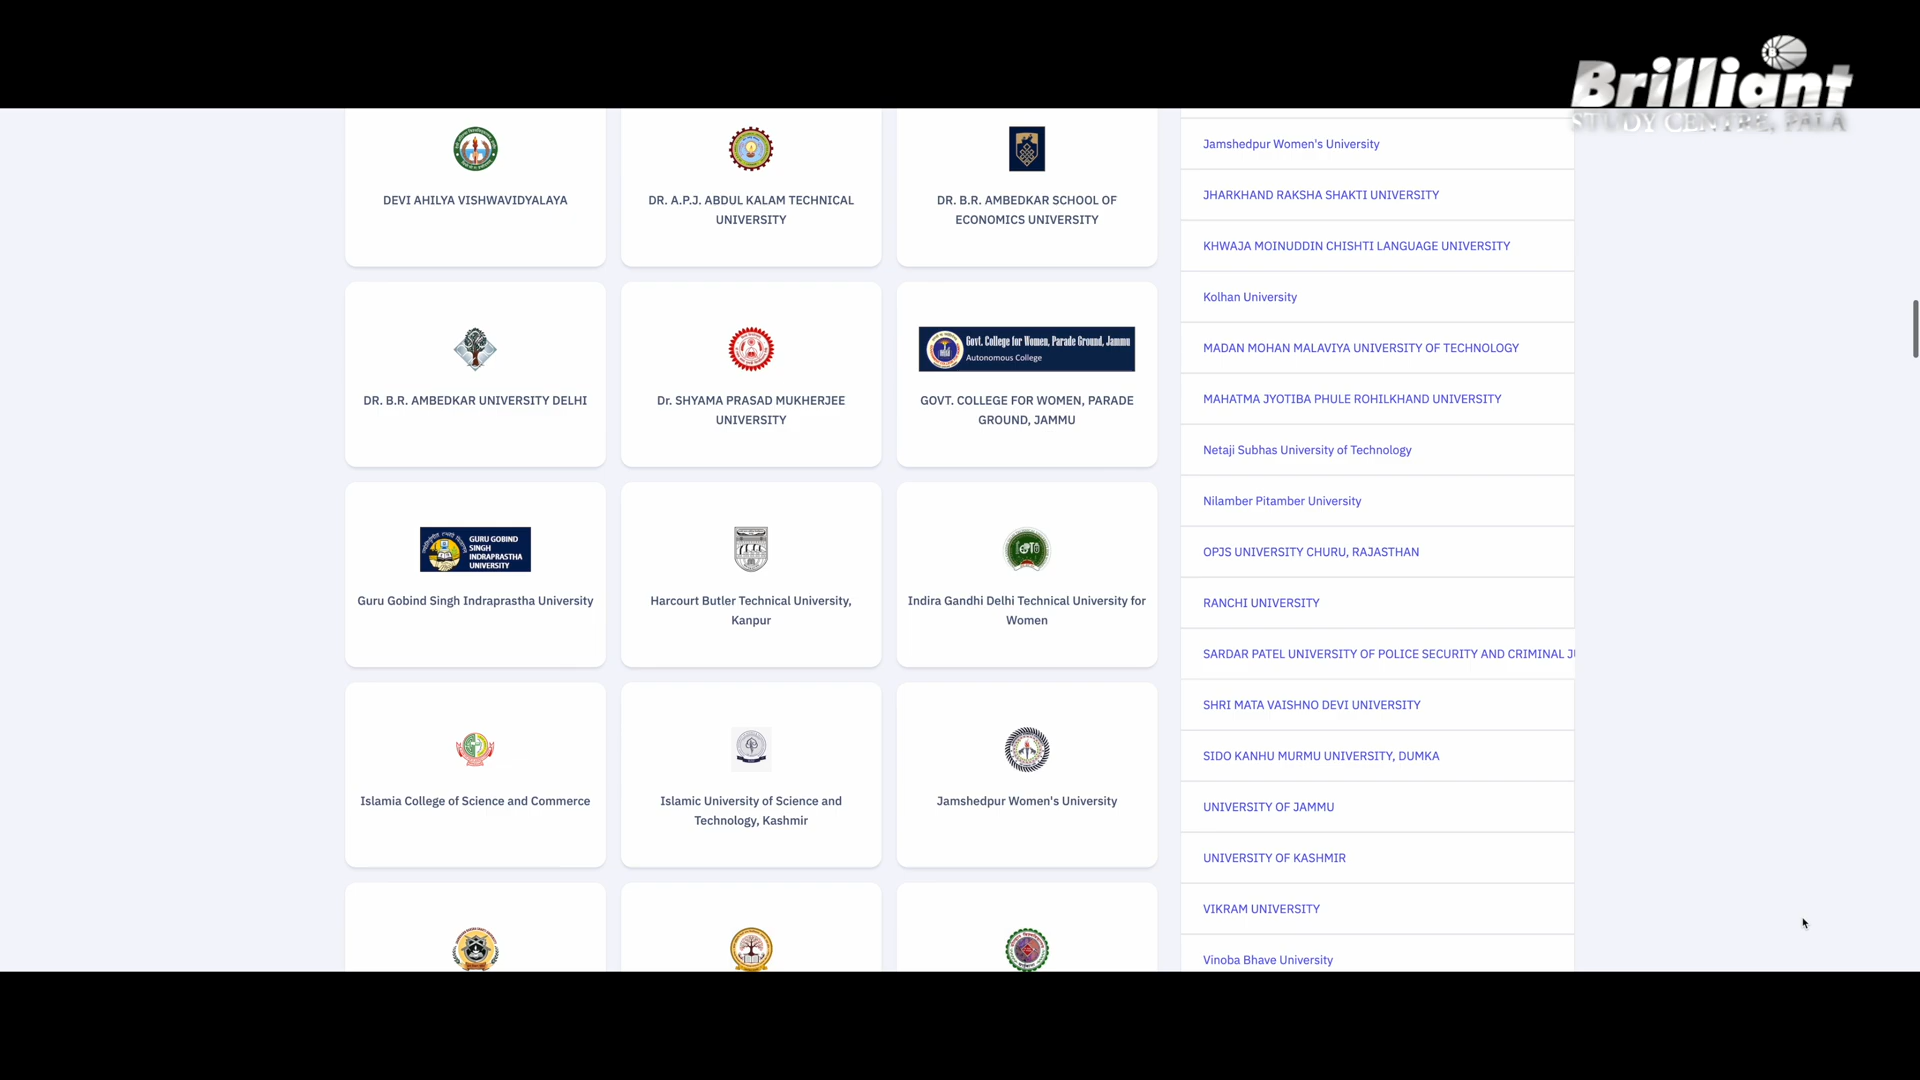 Brilliant
STUDY CENTRE, PALA
DEVI AHILYA VISHWAVIDYALAYA
DR. A.P.J. ABDUL KALAM TECHNICAL
UNIVERSITY
DR. B.R. AMBEDKAR SCHOOL OF
ECONOMICS UNIVERSITY
DR. B.R. AMBEDKAR UNIVERSITY DELHI
Dr. SHYAMA PRASAD MUKHERJEE
UNIVERSITY
Govt. College for Women, Parade Ground, Jammu
Autonomous College
GOVT. COLLEGE FOR WOMEN, PARADE
GROUND, JAMMU
GURU GOBIND
SINGH
INDRAPRASTHA
UNIVERSITY
Guru Gobind Singh Indraprastha University
Harcourt Butler Technical University,
Kanpur
Indira Gandhi Delhi Technical University for
Women
Islamia College of Science and Commerce
Islamic University of Science and
Technology, Kashmir
Jamshedpur Women's University
Jamshedpur Women's University
JHARKHAND RAKSHA SHAKTI UNIVERSITY
KHWAJA MOINUDDIN CHISHTI LANGUAGE UNIVERSITY
Kolhan University
MADAN MOHAN MALAVIYA UNIVERSITY OF TECHNOLOGY
MAHATMA JYOTIBA PHULE ROHILKHAND UNIVERSITY
Netaji Subhas University of Technology
Nilamber Pitamber University
OPJS UNIVERSITY CHURU, RAJASTHAN
RANCHI UNIVERSITY
SARDAR PATEL UNIVERSITY OF POLICE SECURITY AND CRIMINAL
SHRI MATA VAISHNO DEVI UNIVERSITY
SIDO KANHU MURMU UNIVERSITY, DUMKA
UNIVERSITY OF JAMMU
UNIVERSITY OF KASHMIR
VIKRAM UNIVERSITY
Vinoba Bhave University